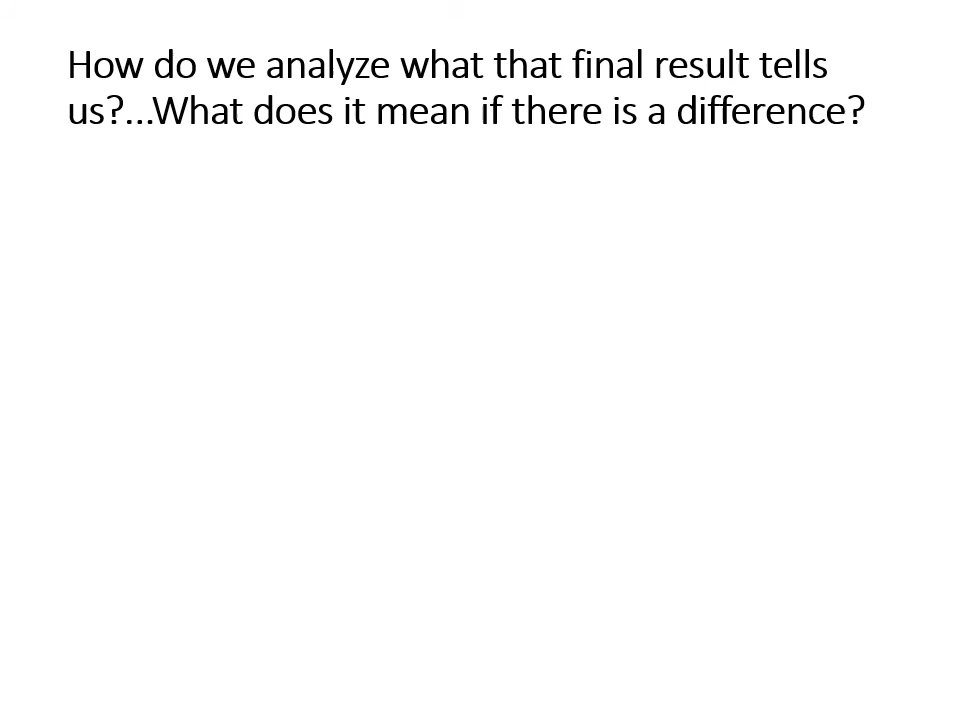 How do we analyze what that final result tells
us?...What does it mean if there is a difference?